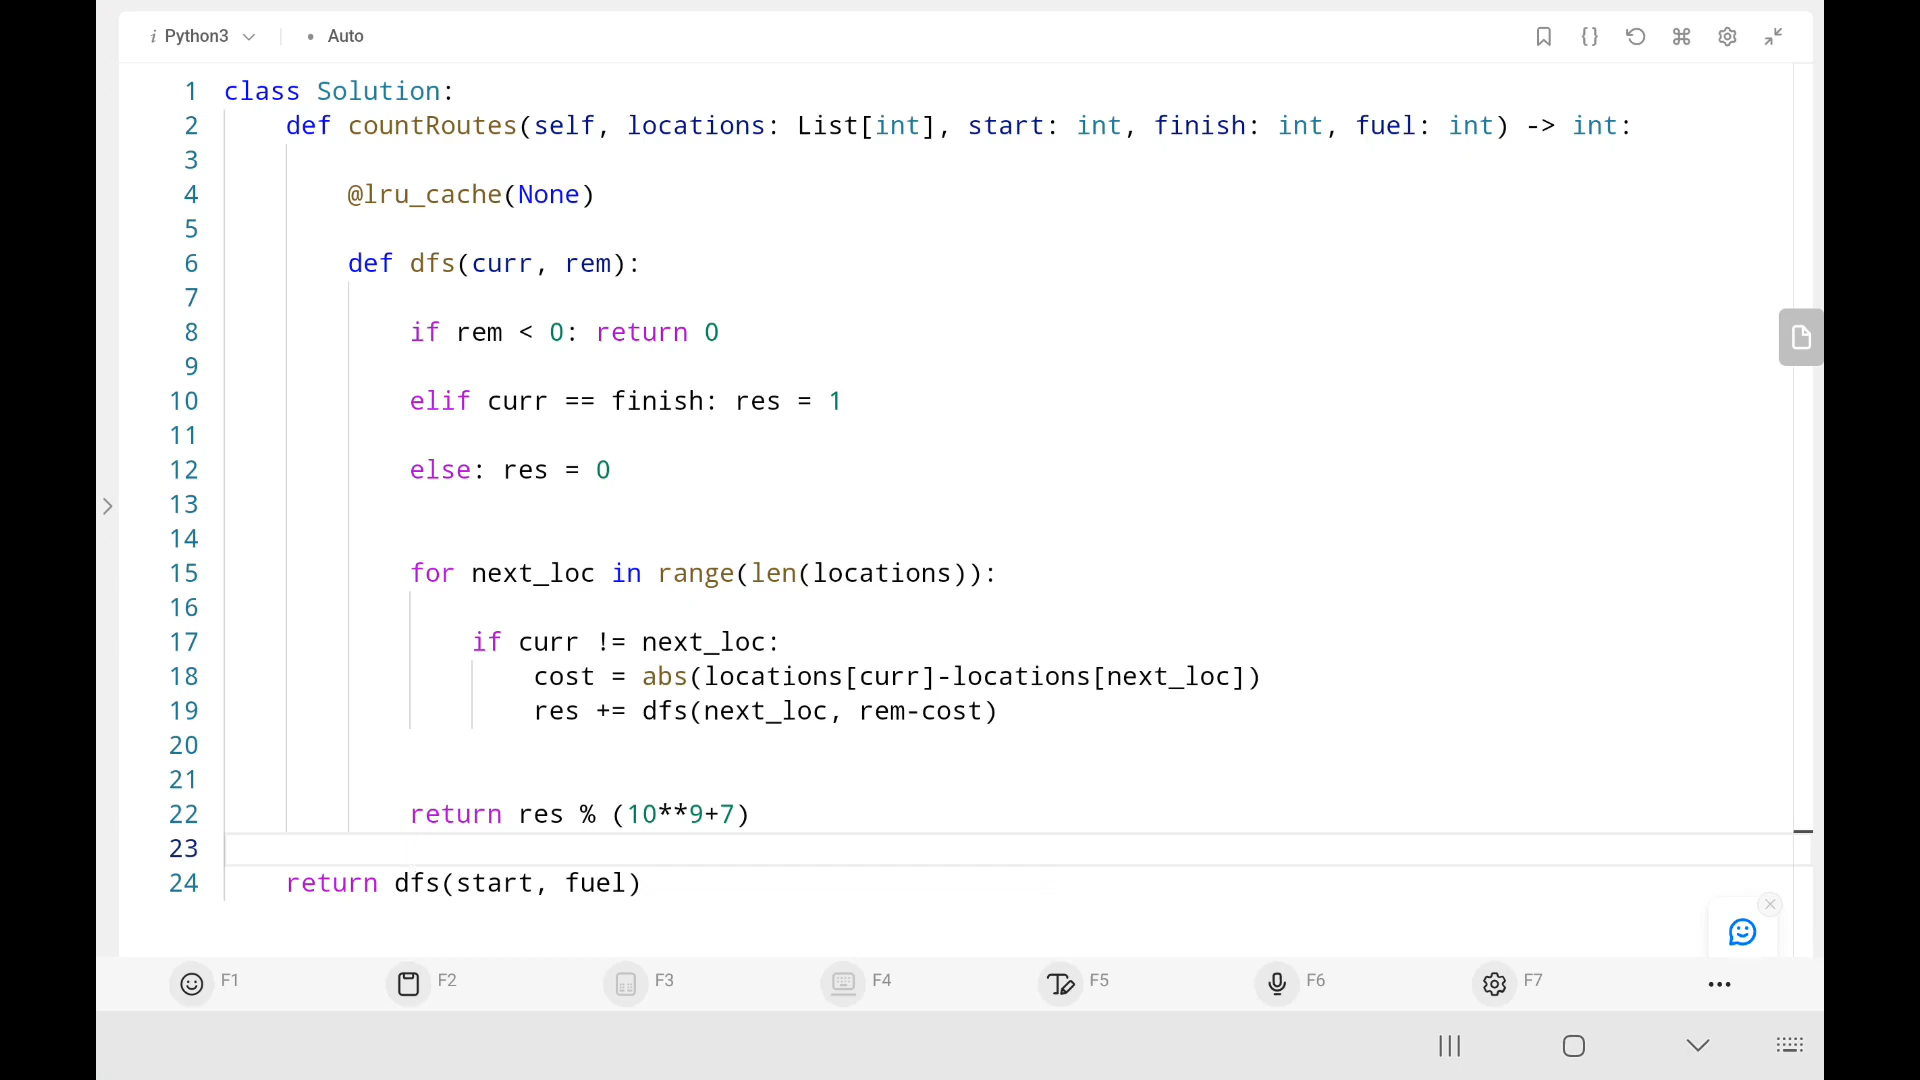 i Python3 • Auto
1 class Solution:
2     def countRoutes(self, locations: List[int], start: int, finish: int, fuel: int) -> int:
3
4         @lru_cache(None)
5
6         def dfs(curr, rem):
7
8             if rem < 0: return 0
9
10             elif curr == finish: res = 1
11
12             else: res = 0
13
14
15             for next_loc in range(len(locations)):
16
17                 if curr != next_loc:
18                     cost = abs(locations[curr]-locations[next_loc])
19                     res += dfs(next_loc, rem-cost)
20
21
22             return res % (10**9+7)
23
24     return dfs(start, fuel)
F1 F2 F3 F4 F5 F6 F7